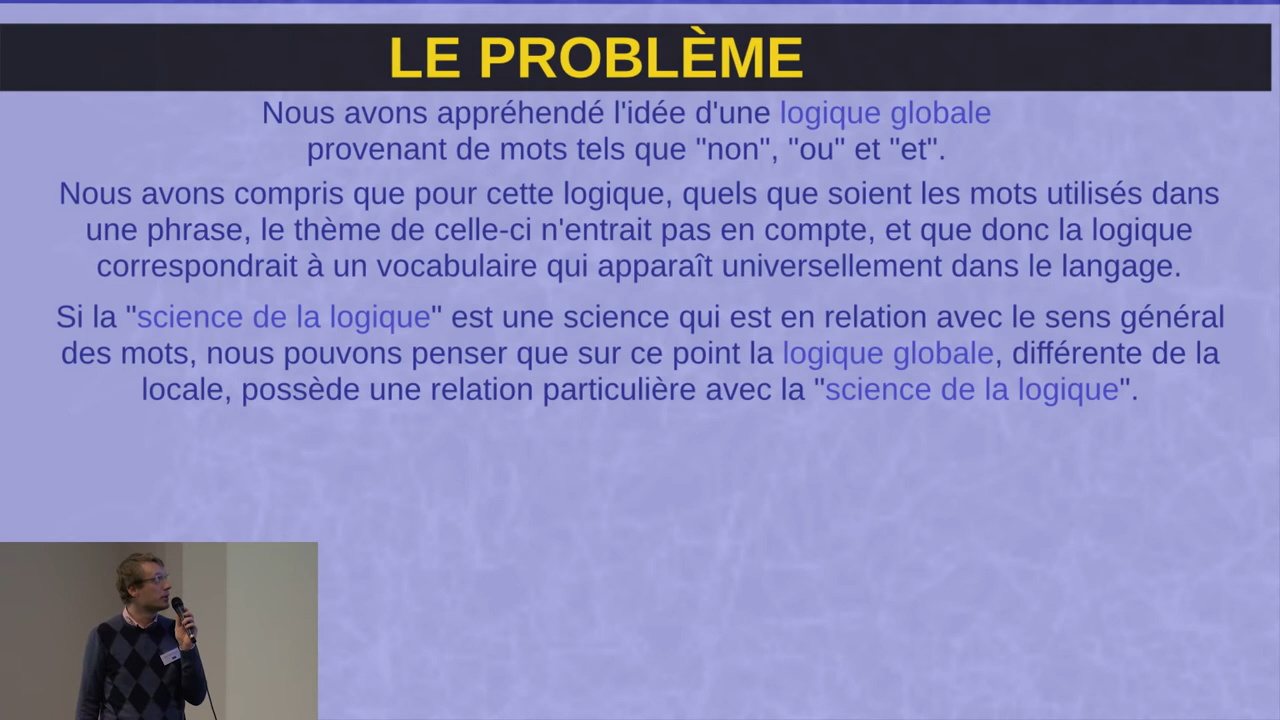 LE PROBLÈME
Nous avons appréhendé l'idée d'une logique globale
provenant de mots tels que "non", "ou" et "et".
Nous avons compris que pour cette logique, quels que soient les mots utilisés dans
une phrase, le thème de celle-ci n'entrait pas en compte, et que donc la logique
correspondrait à un vocabulaire qui apparaît universellement dans le langage.
Si la "science de la logique" est une science qui est en relation avec le sens général
des mots, nous pouvons penser que sur ce point la logique globale, différente de la
locale, possède une relation particulière avec la "science de la logique".